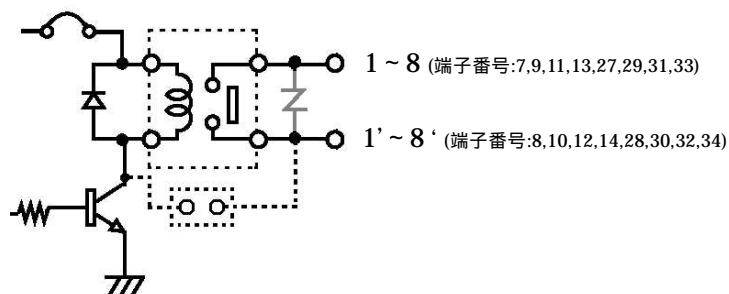 1 ~ 8 (端子番号:7,9,11,13,27,29,31,33)
1’ ~ 8 ‘ (端子番号:8,10,12,14,28,30,32,34)